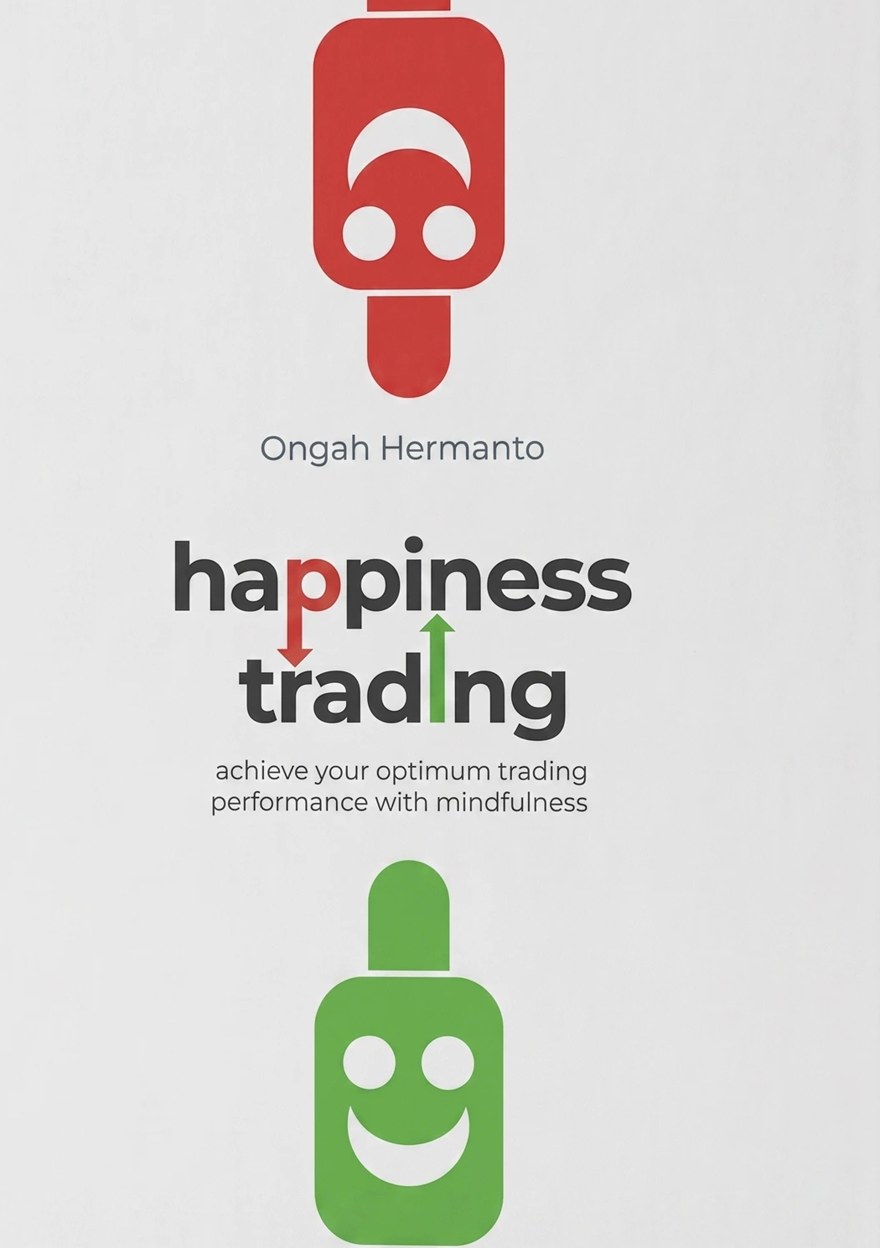 Ongah Hermanto
happiness
trading
achieve your optimum trading
performance with mindfulness